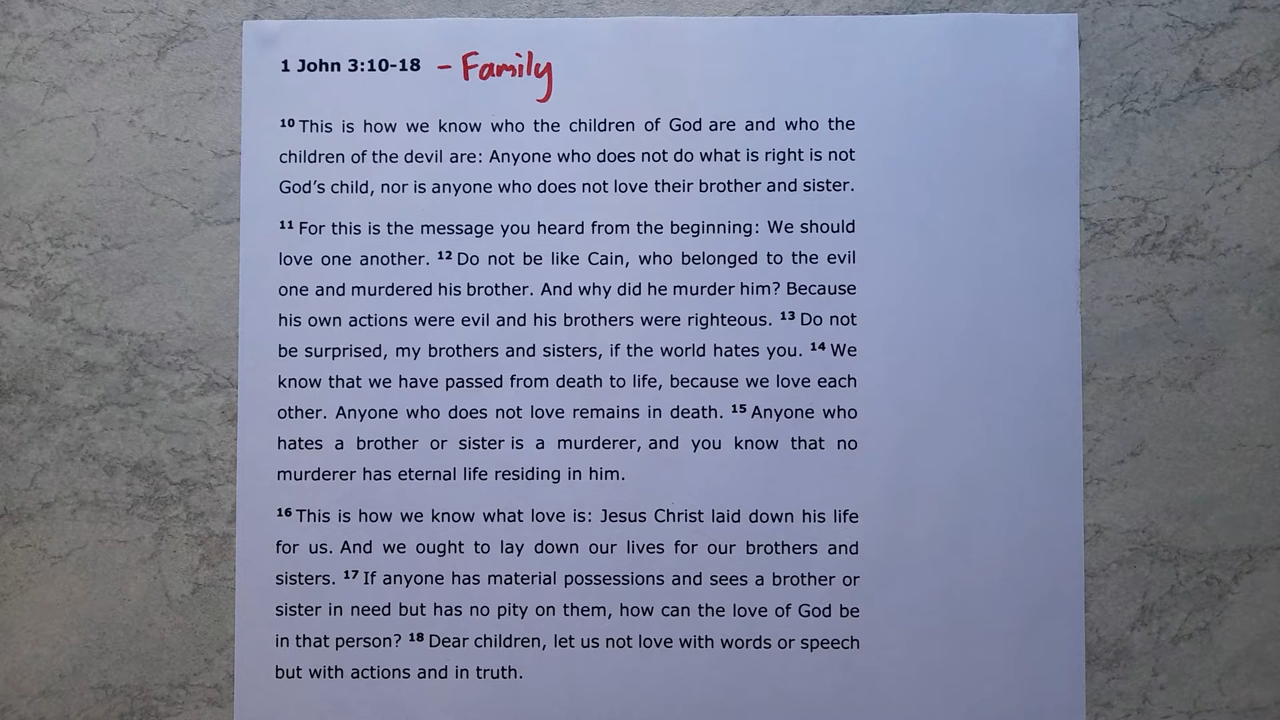 1 John 3:10-18 - Family
10 This is how we know who the children of God are and who the
children of the devil are: Anyone who does not do what is right is not
God's child, nor is anyone who does not love their brother and sister.
11 For this is the message you heard from the beginning: We should
love one another. 12 Do not be like Cain, who belonged to the evil
one and murdered his brother. And why did he murder him? Because
his own actions were evil and his brothers were righteous. 13 Do not
be surprised, my brothers and sisters, if the world hates you. 14 We
know that we have passed from death to life, because we love each
other. Anyone who does not love remains in death. 15 Anyone who
hates a brother or sister is a murderer, and you know that no
murderer has eternal life residing in him.
16 This is how we know what love is: Jesus Christ laid down his life
for us. And we ought to lay down our lives for our brothers and
sisters. 17 If anyone has material possessions and sees a brother or
sister in need but has no pity on them, how can the love of God be
in that person? 18 Dear children, let us not love with words or speech
but with actions and in truth.